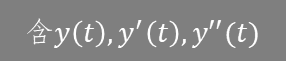 含y(t), y′(t), y′′(t)